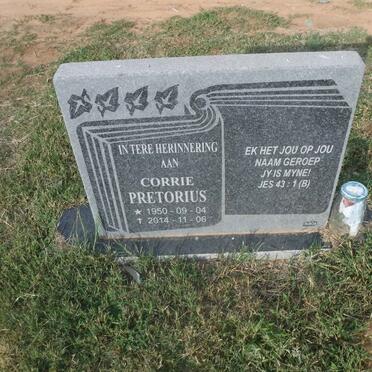 IN TERE HERINNERING
AAN
CORRIE
PRETORIUS
★ 1950 - 09 - 04
✝ 2014 - 11 - 06
EK HET JOU OP JOU
NAAM GEROEP
JY IS MYNE!
JES 43 : 1 (B)